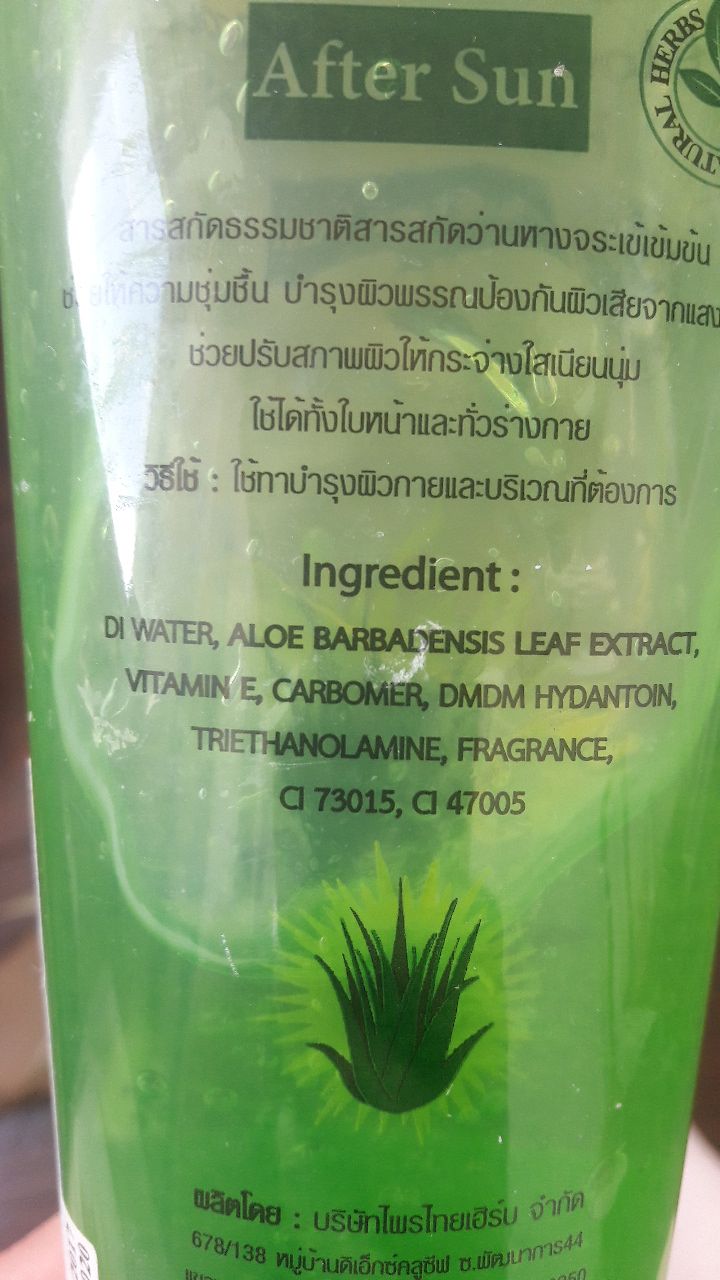 After Sun
HERBS
สารสกัดธรรมชาติสารสกัดว่านหางจระเข้เข้มข้น
ช่วยให้ความชุ่มชื้น บำรุงผิวพรรณป้องกันผิวเสียจากแสง
ช่วยปรับสภาพผิวให้กระจ่างใสเนียนนุ่ม
ใช้ได้ทั้งใบหน้าและทั่วร่างกาย
วิธีใช้ : ใช้ทาบำรุงผิวกายและบริเวณที่ต้องการ
Ingredient :
DI WATER, ALOE BARBADENSIS LEAF EXTRACT,
VITAMIN E, CARBOMER, DMDM HYDANTOIN,
TRIETHANOLAMINE, FRAGRANCE,
CI 73015, CI 47005
ผลิตโดย : บริษัทไพรไทยเฮิร์บ จำกัด
678/138 หมู่บ้านดิเอ็กซ์คลูซีฟ ซ.พัฒนาการ44